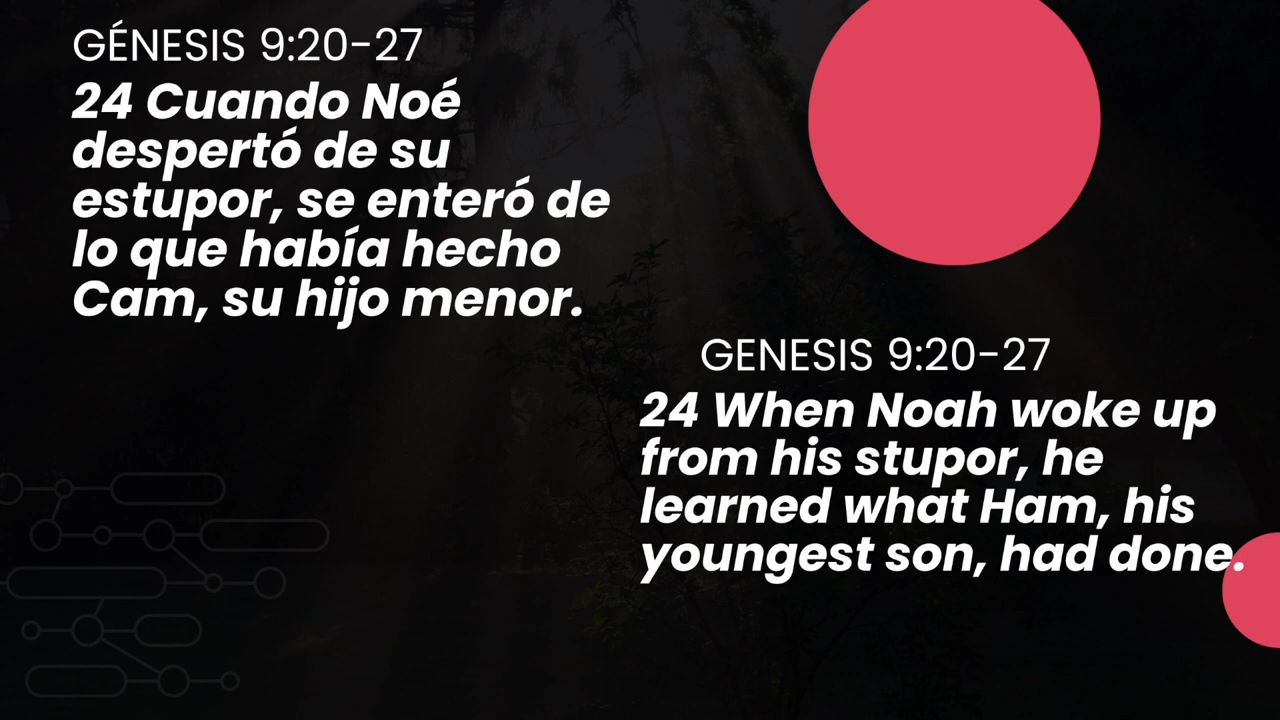 GÉNESIS 9:20-27
24 Cuando Noé
despertó de su
estupor, se enteró de
lo que había hecho
Cam, su hijo menor.
GENESIS 9:20-27
24 When Noah woke up
from his stupor, he
learned what Ham, his
youngest son, had done.